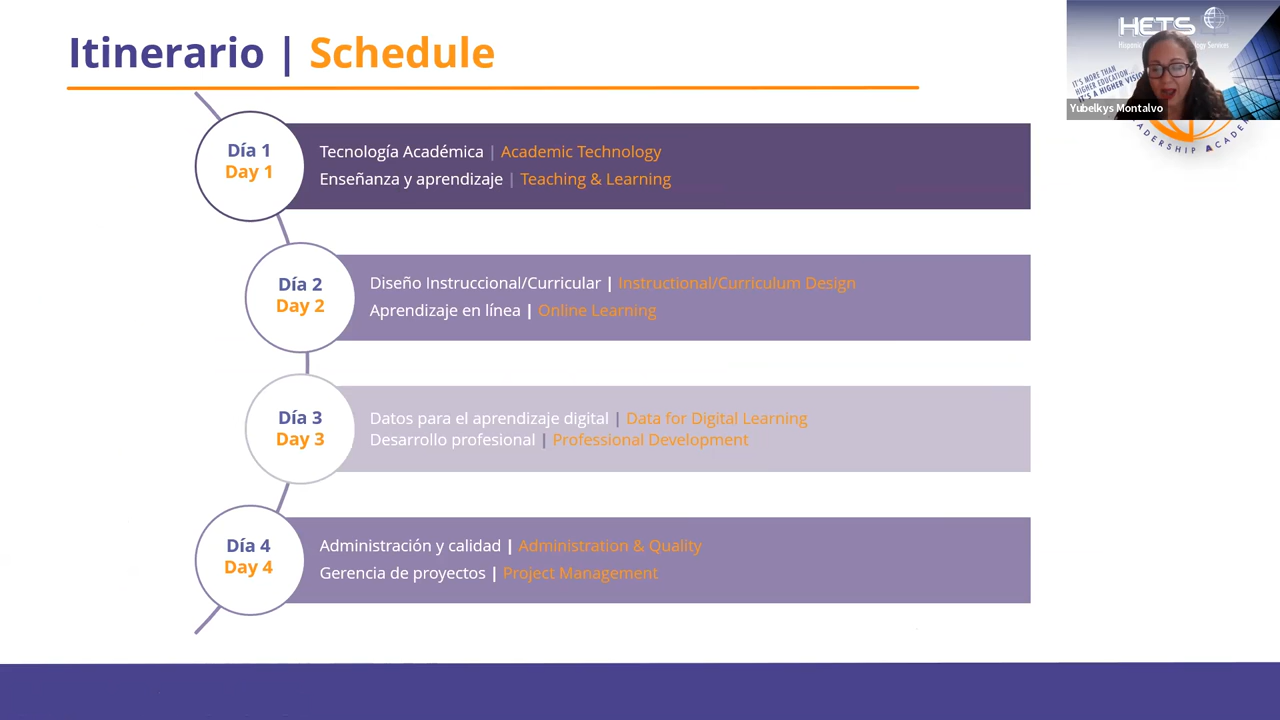 Itinerario | Schedule
HETS
IT'S MORE THAN
HIGHER EDUCATION...
IT'S A HIGHER VISION
Yubelkys Montalvo
Día 1
Day 1
Tecnología Académica | Academic Technology
Enseñanza y aprendizaje | Teaching & Learning
Día 2
Day 2
Diseño Instruccional/Curricular | Instructional/Curriculum Design
Aprendizaje en línea | Online Learning
Día 3
Day 3
Datos para el aprendizaje digital | Data for Digital Learning
Desarrollo profesional | Professional Development
Día 4
Day 4
Administración y calidad | Administration & Quality
Gerencia de proyectos | Project Management